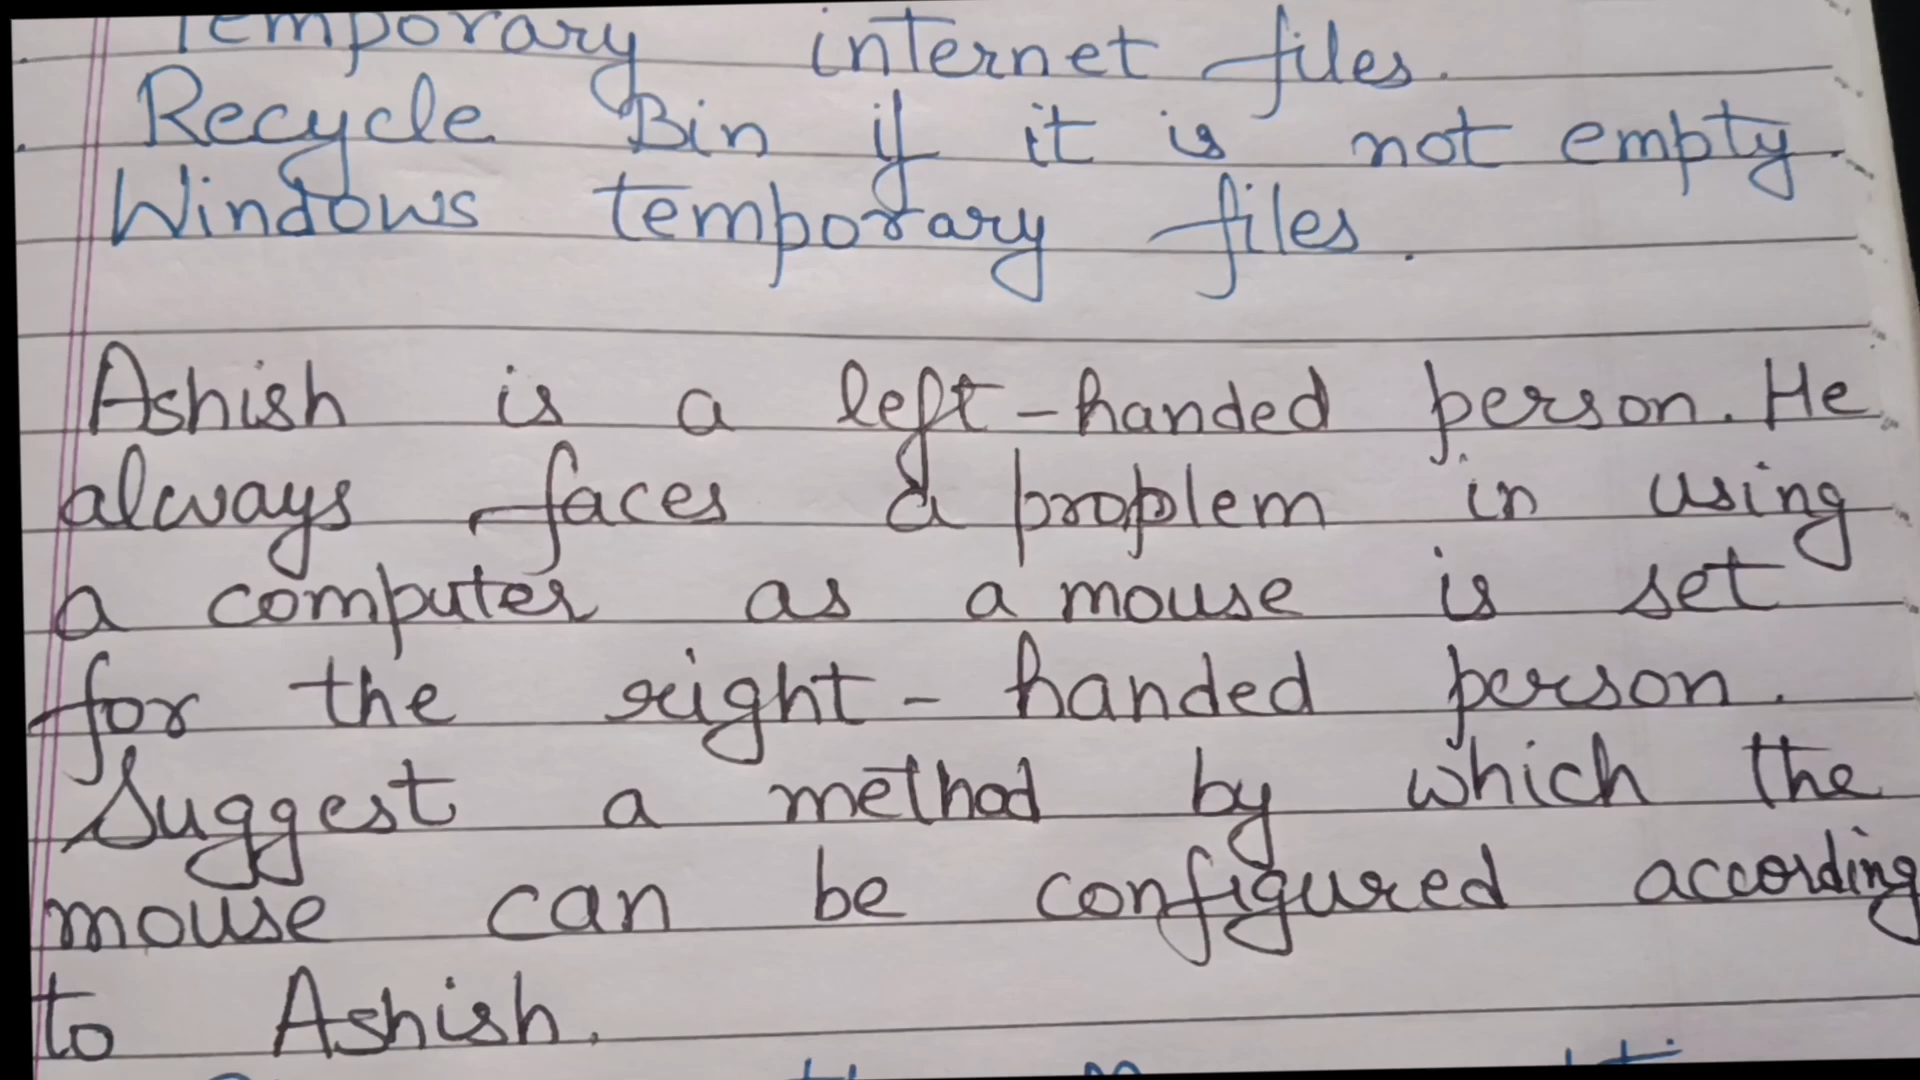 Temporary internet files.
Recycle Bin if it is not empty.
Windows temporary files.
Ashish is a left-handed person. He
always faces a problem in using
a computer as a mouse is set
for the right-handed person.
Suggest a method by which the
mouse can be configured according
to Ashish.